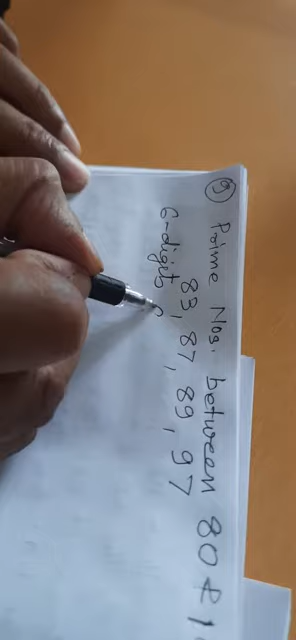 ⑨ Prime Nos. between 80 & 1
83, 87, 89, 97
6-digit